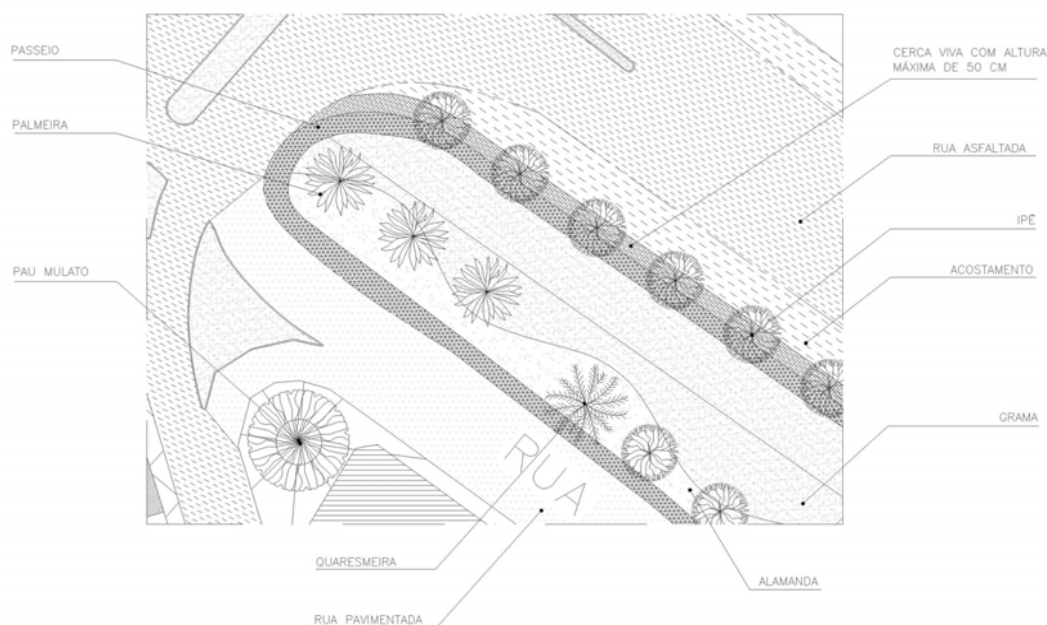 PASSEIO
CERCA VIVA COM ALTURA
MÁXIMA DE 50 CM
PALMEIRA
RUA ASFALTADA
IPÊ
PAU MULATO
ACOSTAMENTO
GRAMA
RUA
QUARESMEIRA
ALAMANDA
RUA PAVIMENTADA